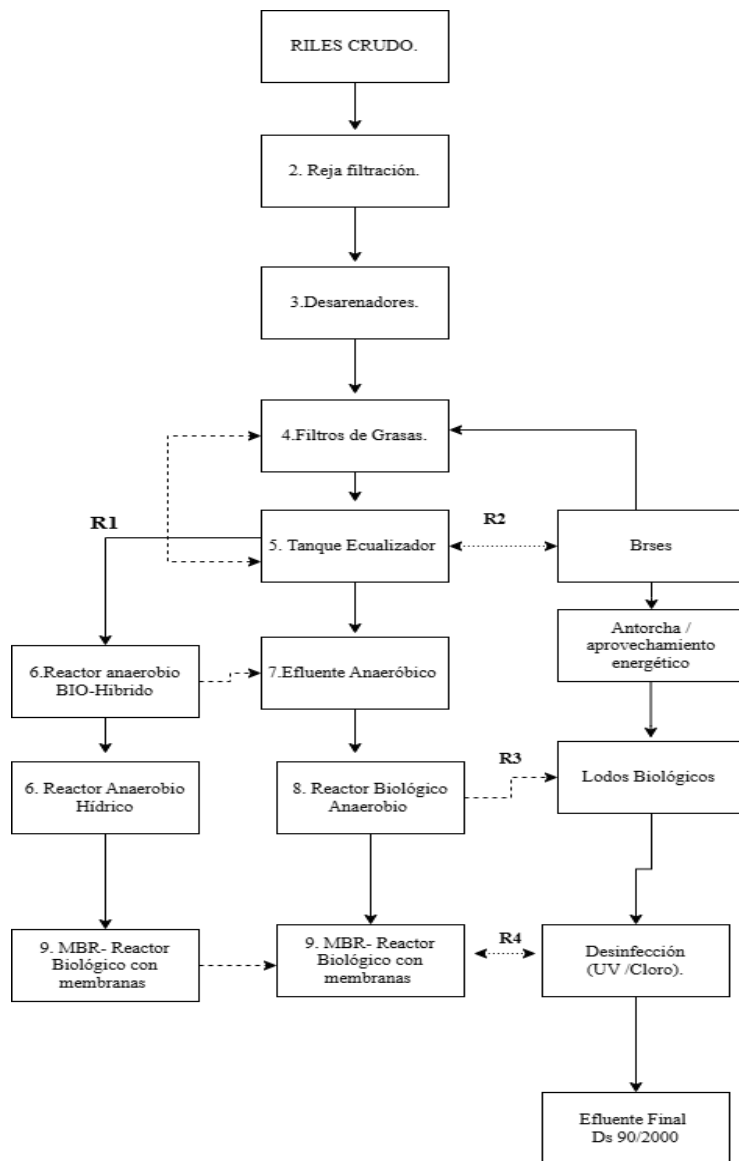 RILES CRUDO.
2. Reja filtración.
3.Desarenadores.
4.Filtros de Grasas.
R1
5. Tanque Ecualizador
R2
Brses
Antorcha /
aprovechamiento
energético
6.Reactor anaerobio
BIO-Hibrido
7.Efluente Anaeróbico
R3
Lodos Biológicos
6. Reactor Anaerobio
Hídrico
8. Reactor Biológico
Anaerobio
9. MBR- Reactor
Biológico con
membranas
9. MBR- Reactor
Biológico con
membranas
R4
Desinfección
(UV /Cloro).
Efluente Final
Ds 90/2000